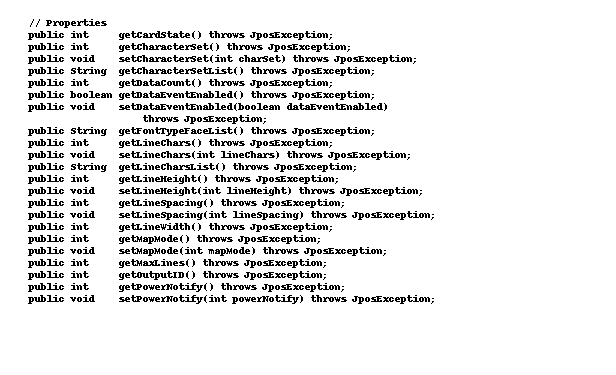 // Properties
public int     getCardState() throws JposException;
public int     getCharacterSet() throws JposException;
public void    setCharacterSet(int charSet) throws JposException;
public String  getCharacterSetList() throws JposException;
public int     getDataCount() throws JposException;
public boolean getDataEventEnabled() throws JposException;
public void    setDataEventEnabled(boolean dataEventEnabled)
                   throws JposException;
public String  getFontTypeFaceList() throws JposException;
public int     getLineChars() throws JposException;
public void    setLineChars(int lineChars) throws JposException;
public String  getLineCharsList() throws JposException;
public int     getLineHeight() throws JposException;
public void    setLineHeight(int lineHeight) throws JposException;
public int     getLineSpacing() throws JposException;
public void    setLineSpacing(int lineSpacing) throws JposException;
public int     getLineWidth() throws JposException;
public int     getMapMode() throws JposException;
public void    setMapMode(int mapMode) throws JposException;
public int     getMaxLines() throws JposException;
public int     getOutputID() throws JposException;
public int     getPowerNotify() throws JposException;
public void    setPowerNotify(int powerNotify) throws JposException;